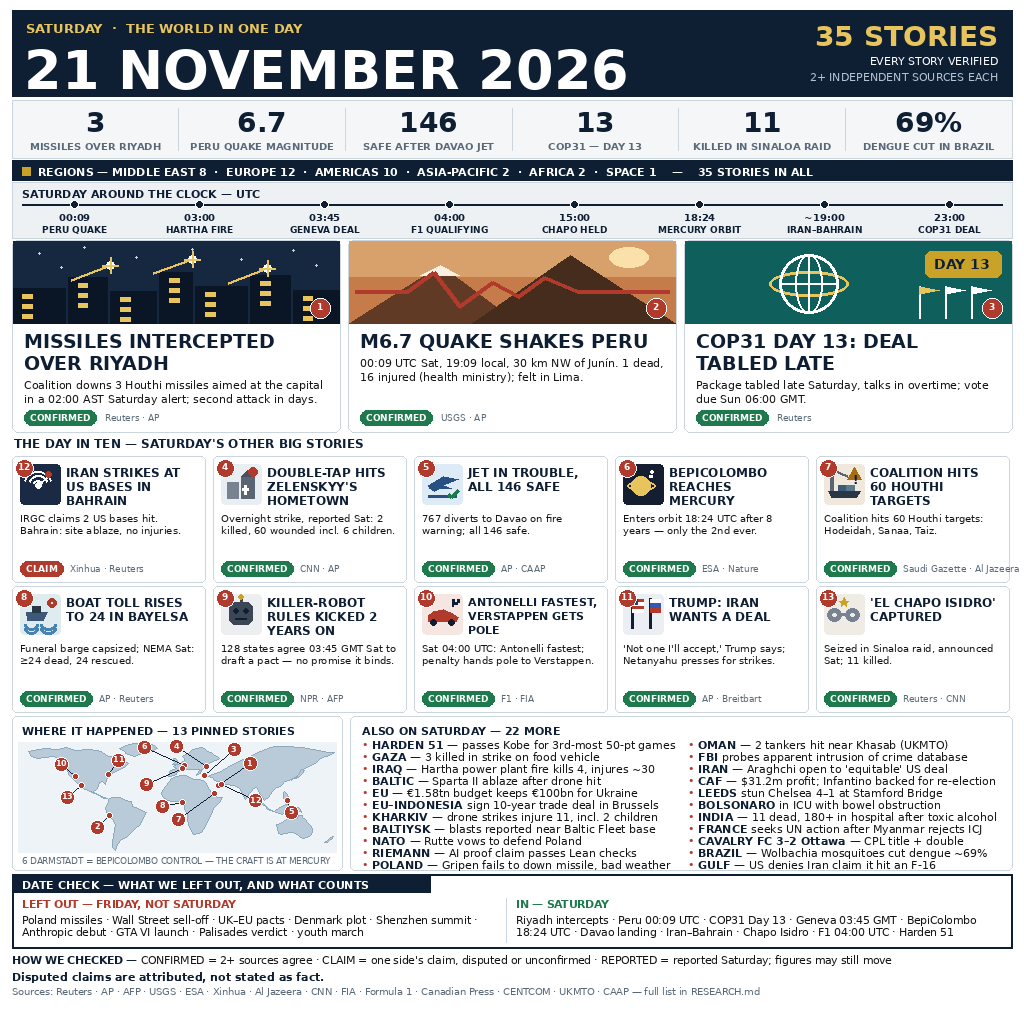 SATURDAY · THE WORLD IN ONE DAY
21 NOVEMBER 2026
35 STORIES
EVERY STORY VERIFIED
2+ INDEPENDENT SOURCES EACH
3
MISSILES OVER RIYADH
6.7
PERU QUAKE MAGNITUDE
146
SAFE AFTER DAVAO JET
13
COP31 — DAY 13
11
KILLED IN SINALOA RAID
69%
DENGUE CUT IN BRAZIL
REGIONS — MIDDLE EAST 8 · EUROPE 12 · AMERICAS 10 · ASIA-PACIFIC 2 · AFRICA 2 · SPACE 1 — 35 STORIES IN ALL
SATURDAY AROUND THE CLOCK — UTC
00:09
PERU QUAKE
03:00
HARTHA FIRE
03:45
GENEVA DEAL
04:00
F1 QUALIFYING
15:00
CHAPO HELD
18:24
MERCURY ORBIT
~19:00
IRAN–BAHRAIN
23:00
COP31 DEAL
1
MISSILES INTERCEPTED
OVER RIYADH
Coalition downs 3 Houthi missiles aimed at the capital
in a 02:00 AST Saturday alert; second attack in days.
CONFIRMED Reuters · AP
2
M6.7 QUAKE SHAKES PERU
00:09 UTC Sat, 19:09 local, 30 km NW of Junín. 1 dead,
16 injured (health ministry); felt in Lima.
CONFIRMED USGS · AP
DAY 13
3
COP31 DAY 13: DEAL
TABLED LATE
Package tabled late Saturday, talks in overtime; vote
due Sun 06:00 GMT.
CONFIRMED Reuters
THE DAY IN TEN — SATURDAY'S OTHER BIG STORIES
12
IRAN STRIKES AT
US BASES IN
BAHRAIN
IRGC claims 2 US bases hit.
Bahrain: site ablaze, no injuries.
CLAIM Xinhua · Reuters
4
DOUBLE-TAP HITS
ZELENSKYY'S
HOMETOWN
Overnight strike, reported Sat: 2
killed, 60 wounded incl. 6 children.
CONFIRMED CNN · AP
5
JET IN TROUBLE,
ALL 146 SAFE
767 diverts to Davao on fire
warning; all 146 safe.
CONFIRMED AP · CAAP
6
BEPICOLOMBO
REACHES
MERCURY
Enters orbit 18:24 UTC after 8
years — only the 2nd ever.
CONFIRMED ESA · Nature
7
COALITION HITS
60 HOUTHI
TARGETS
Coalition hits 60 Houthi targets:
Hodeidah, Sanaa, Taiz.
CONFIRMED Saudi Gazette · Al Jazeera
8
BOAT TOLL RISES
TO 24 IN BAYELSA
Funeral barge capsized; NEMA Sat:
≥24 dead, 24 rescued.
CONFIRMED AP · Reuters
9
KILLER-ROBOT
RULES KICKED 2
YEARS ON
128 states agree 03:45 GMT Sat to
draft a pact — no promise it binds.
CONFIRMED NPR · AFP
10
ANTONELLI FASTEST,
VERSTAPPEN GETS
POLE
Sat 04:00 UTC: Antonelli fastest;
penalty hands pole to Verstappen.
CONFIRMED F1 · FIA
11
TRUMP: IRAN
WANTS A DEAL
'Not one I'll accept,' Trump says;
Netanyahu presses for strikes.
CONFIRMED AP · Breitbart
13
'EL CHAPO ISIDRO'
CAPTURED
Seized in Sinaloa raid, announced
Sat; 11 killed.
CONFIRMED Reuters · CNN
WHERE IT HAPPENED — 13 PINNED STORIES
6
4
3
10
11
1
9
13
8
12
5
2
7
6 DARMSTADT = BEPICOLOMBO CONTROL — THE CRAFT IS AT MERCURY
ALSO ON SATURDAY — 22 MORE
• HARDEN 51 — passes Kobe for 3rd-most 50-pt games
• GAZA — 3 killed in strike on food vehicle
• IRAQ — Hartha power plant fire kills 4, injures ~30
• BALTIC — Sparta II ablaze after drone hit
• EU — €1.58tn budget keeps €100bn for Ukraine
• EU–INDONESIA sign 10-year trade deal in Brussels
• KHARKIV — drone strikes injure 11, incl. 2 children
• BALTIYSK — blasts reported near Baltic Fleet base
• NATO — Rutte vows to defend Poland
• RIEMANN — AI proof claim passes Lean checks
• POLAND — Gripen fails to down missile, bad weather
• OMAN — 2 tankers hit near Khasab (UKMTO)
• FBI probes apparent intrusion of crime database
• IRAN — Araghchi open to 'equitable' US deal
• CAF — $31.2m profit; Infantino backed for re-election
• LEEDS stun Chelsea 4–1 at Stamford Bridge
• BOLSONARO in ICU with bowel obstruction
• INDIA — 11 dead, 180+ in hospital after toxic alcohol
• FRANCE seeks UN action after Myanmar rejects ICJ
• CAVALRY FC 3–2 Ottawa — CPL title + double
• BRAZIL — Wolbachia mosquitoes cut dengue ~69%
• GULF — US denies Iran claim it hit an F-16
DATE CHECK — WHAT WE LEFT OUT, AND WHAT COUNTS
LEFT OUT — FRIDAY, NOT SATURDAY
Poland missiles · Wall Street sell-off · UK–EU pacts · Denmark plot · Shenzhen summit ·
Anthropic debut · GTA VI launch · Palisades verdict · youth march
IN — SATURDAY
Riyadh intercepts · Peru 00:09 UTC · COP31 Day 13 · Geneva 03:45 GMT · BepiColombo
18:24 UTC · Davao landing · Iran–Bahrain · Chapo Isidro · F1 04:00 UTC · Harden 51
HOW WE CHECKED — CONFIRMED = 2+ sources agree · CLAIM = one side's claim, disputed or unconfirmed · REPORTED = reported Saturday; figures may still move
Disputed claims are attributed, not stated as fact.
Sources: Reuters · AP · AFP · USGS · ESA · Xinhua · Al Jazeera · CNN · FIA · Formula 1 · Canadian Press · CENTCOM · UKMTO · CAAP — full list in RESEARCH.md